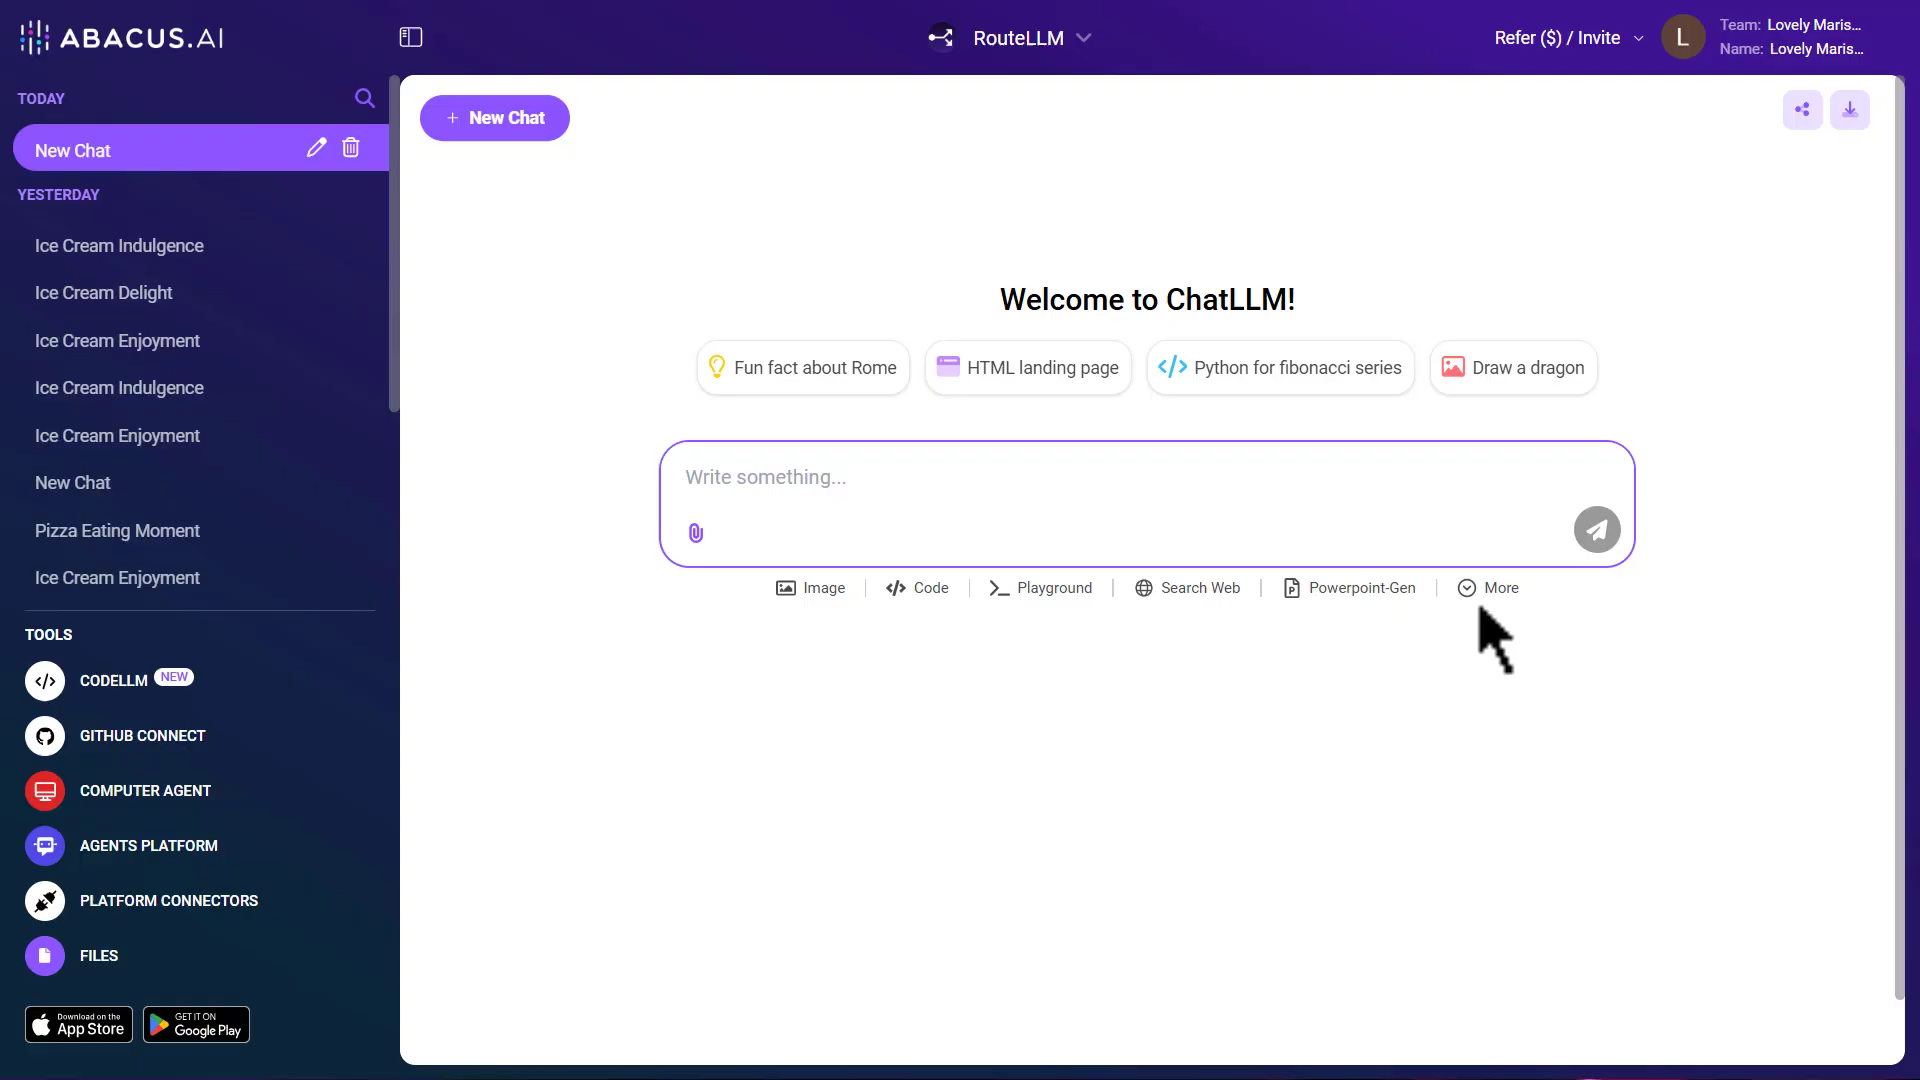 ABACUS.AI
RouteLLM
Refer ($) / Invite
L
Team: Lovely Maris...
Name: Lovely Maris...
TODAY
New Chat
YESTERDAY
Ice Cream Indulgence
Ice Cream Delight
Ice Cream Enjoyment
Ice Cream Indulgence
Ice Cream Enjoyment
New Chat
Pizza Eating Moment
Ice Cream Enjoyment
TOOLS
CODELLM NEW
GITHUB CONNECT
COMPUTER AGENT
AGENTS PLATFORM
PLATFORM CONNECTORS
FILES
Download on the
App Store
GET IT ON
Google Play
+ New Chat
Welcome to ChatLLM!
Fun fact about Rome
HTML landing page
Python for fibonacci series
Draw a dragon
Write something...
Image | Code | Playground | Search Web | Powerpoint-Gen | More